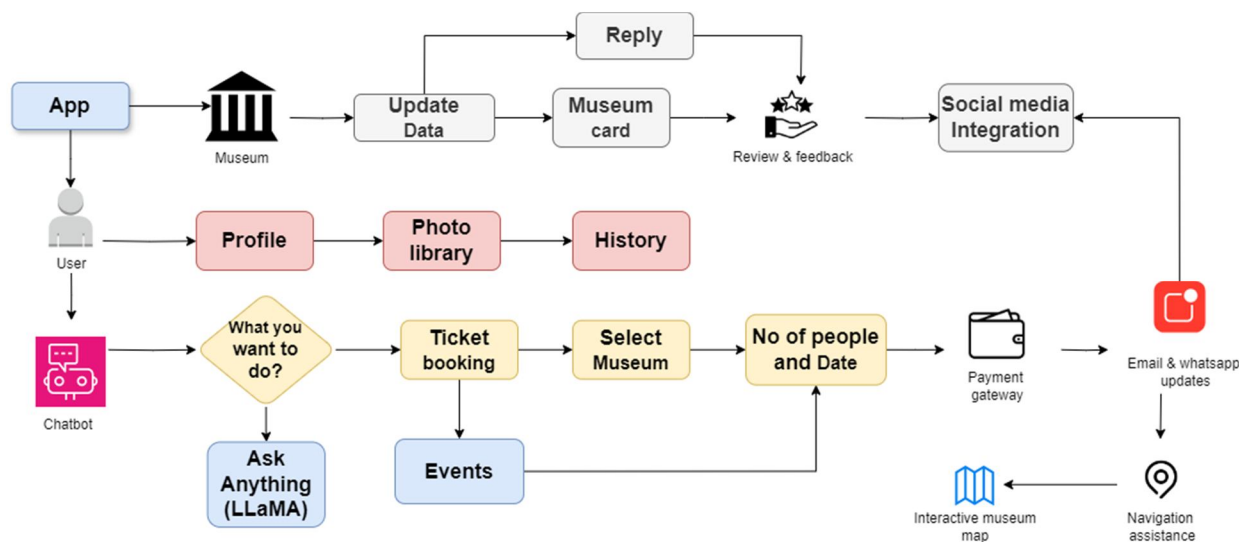 Reply
App
Update
Data
Museum
card
Social media
Integration
Museum
Review & feedback
Profile
Photo
library
History
User
What you
want to
do?
Ticket
booking
Select
Museum
No of people
and Date
Payment
gateway
Email & whatsapp
updates
Chatbot
Ask
Anything
(LLaMA)
Events
Interactive museum
map
Navigation
assistance